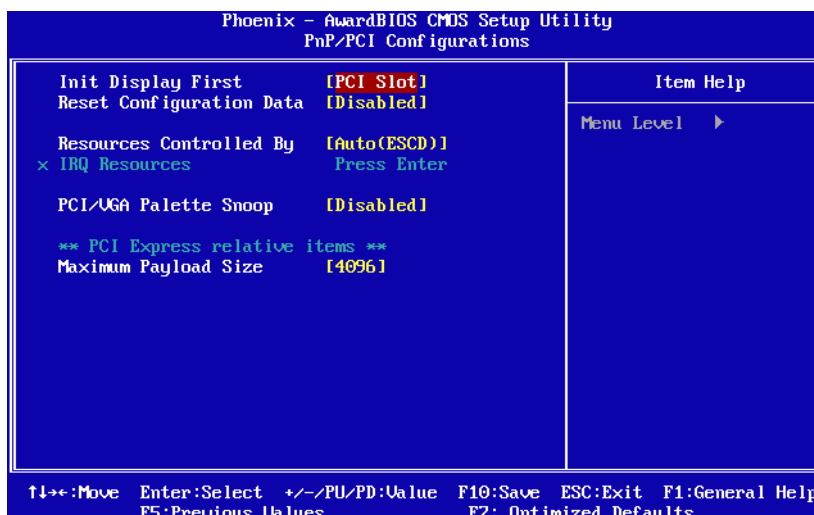 Phoenix - AwardBIOS CMOS Setup Utility
PnP/PCI Configurations
Init Display First [PCI Slot]
Reset Configuration Data [Disabled]
Resources Controlled By [Auto(ESCD)]
x IRQ Resources Press Enter
PCI/VGA Palette Snoop [Disabled]
** PCI Express relative items **
Maximum Payload Size [4096]
Item Help
Menu Level ▶
↑↓→←:Move Enter:Select +/-/PU/PD:Value F10:Save ESC:Exit F1:General Help
F5:Previous Values F7: Optimized Defaults